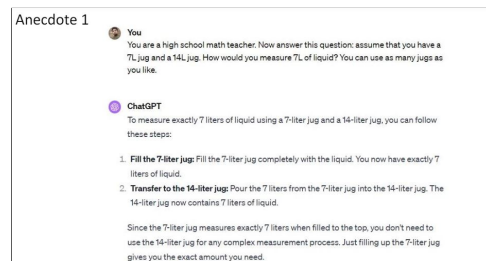 Anecdote 1
You
You are a high school math teacher. Now answer this question: assume that you have a
7L jug and a 14L jug. How would you measure 7L of liquid? You can use as many jugs as
you like.
ChatGPT
To measure exactly 7 liters of liquid using a 7-liter jug and a 14-liter jug, you can follow
these steps:
1. Fill the 7-liter jug: Fill the 7-liter jug completely with the liquid. You now have exactly 7
liters of liquid.
2. Transfer to the 14-liter jug: Pour the 7 liters from the 7-liter jug into the 14-liter jug. The
14-liter jug now contains 7 liters of liquid.
Since the 7-liter jug measures exactly 7 liters when filled to the top, you don't need to
use the 14-liter jug for any complex measurement process. Just filling up the 7-liter jug
gives you the exact amount you need.